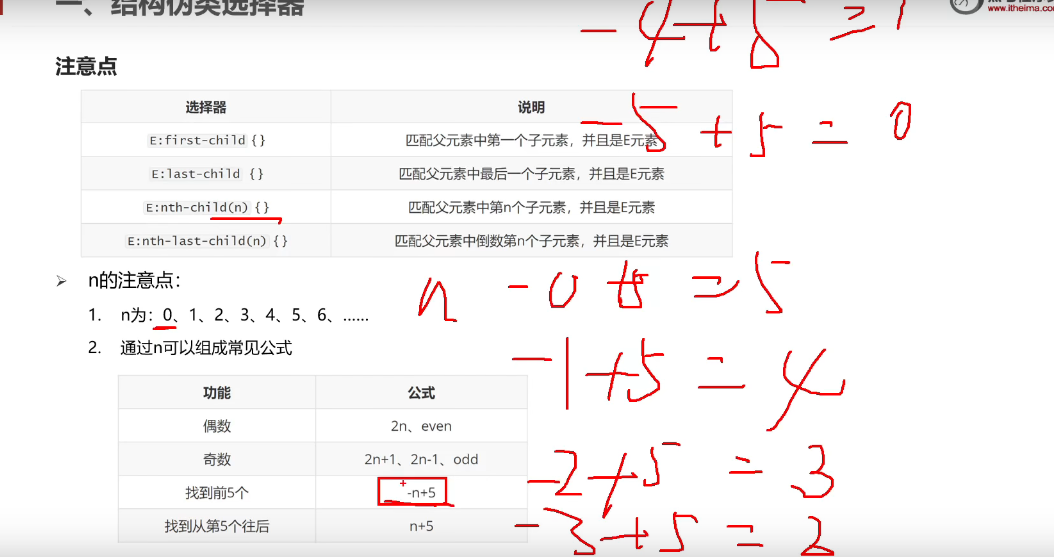 一、结构伪类选择器
www.itheima.com
-4+5=1
注意点
选择器 说明
E:first-child {} 匹配父元素中第一个子元素，并且是E元素
-5+5=0
E:last-child {} 匹配父元素中最后一个子元素，并且是E元素
E:nth-child(n) {} 匹配父元素中第n个子元素，并且是E元素
E:nth-last-child(n) {} 匹配父元素中倒数第n个子元素，并且是E元素
n的注意点：
n -0+5=5
1. n为：0、1、2、3、4、5、6、……
2. 通过n可以组成常见公式
-1+5=4
功能 公式
偶数 2n、even
奇数 2n+1、2n-1、odd
-2+5=3
找到前5个 -n+5
找到从第5个往后 n+5
-3+5=2